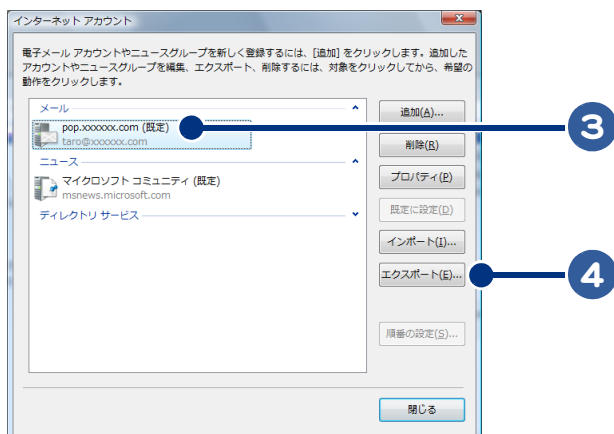 インターネット アカウント
電子メール アカウントやニュースグループを新しく登録するには、[追加] をクリックします。追加した
アカウントやニュースグループを編集、エクスポート、削除するには、対象をクリックしてから、希望の
動作をクリックします。
メール
pop.xxxxxx.com (既定)
taro@xxxxxx.com
ニュース
マイクロソフト コミュニティ (既定)
msnews.microsoft.com
ディレクトリ サービス
追加(A)...
削除(R)
プロパティ(P)
既定に設定(D)
インポート(I)...
エクスポート(E)...
順番の設定(S)...
閉じる
3
4